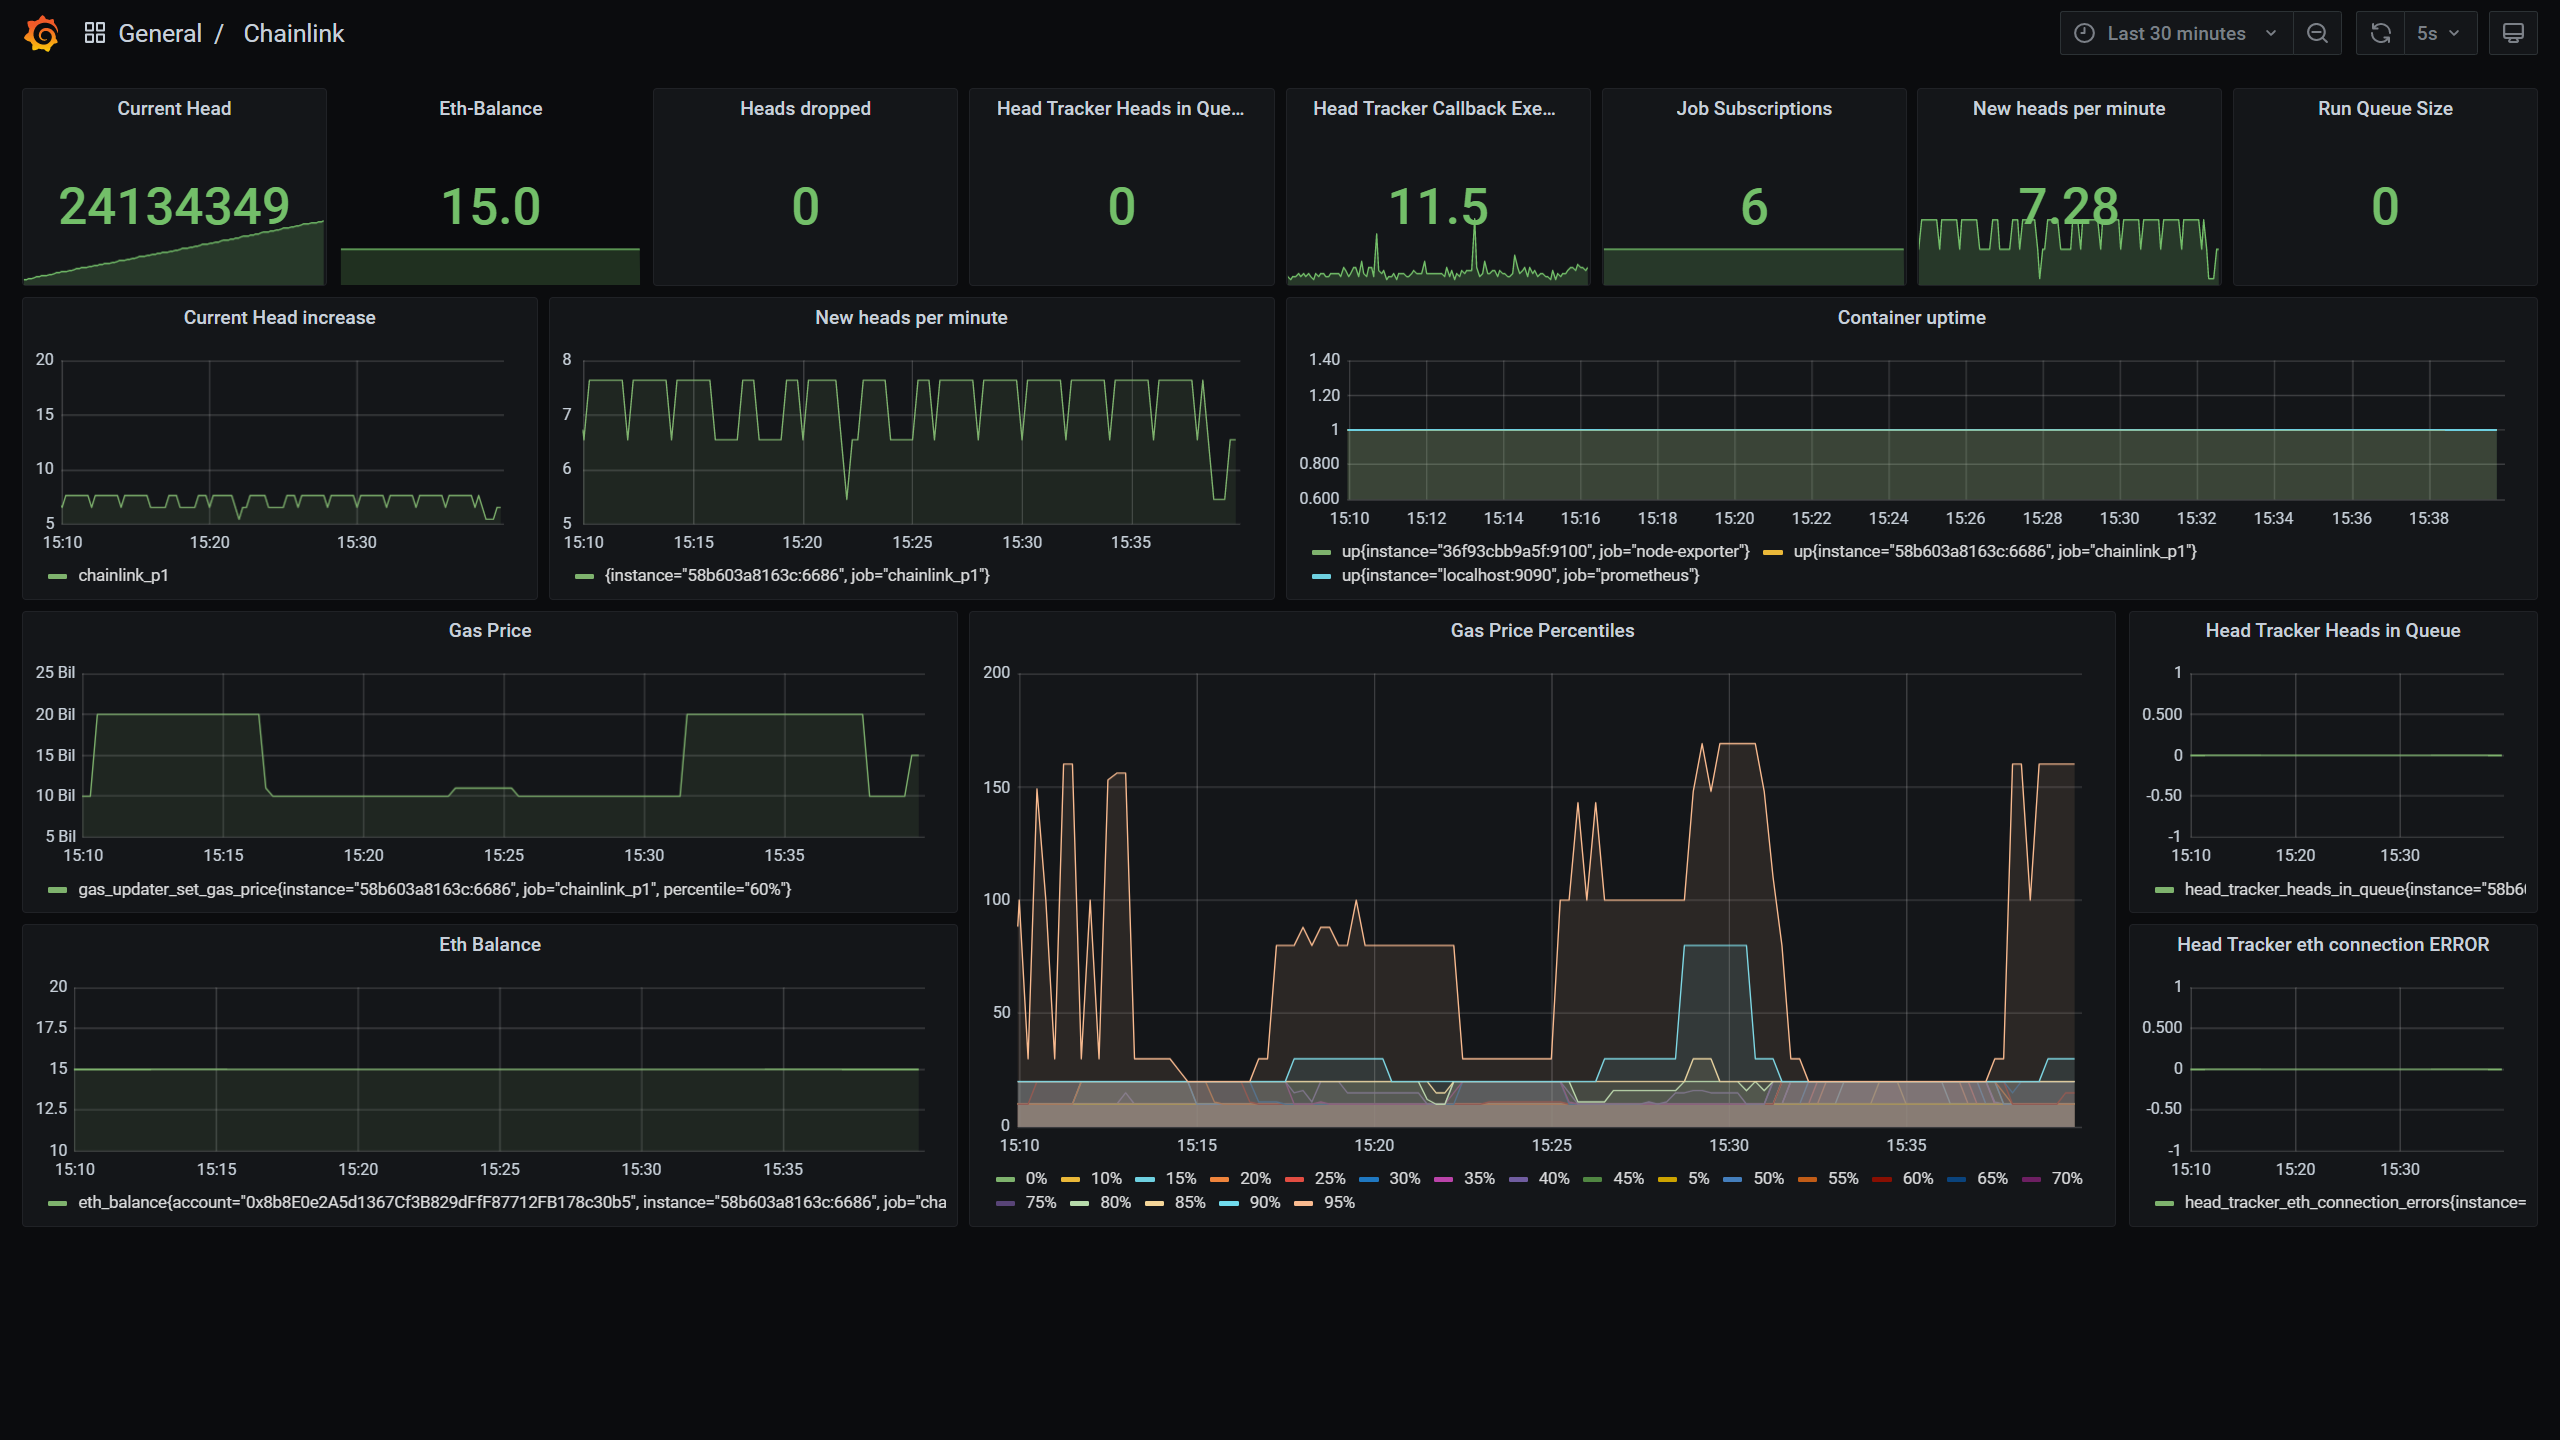 General / Chainlink
Last 30 minutes
5s
Current Head
24134349
Eth-Balance
15.0
Heads dropped
0
Head Tracker Heads in Que...
0
Head Tracker Callback Exe...
11.5
Job Subscriptions
6
New heads per minute
7.28
Run Queue Size
0
Current Head increase
20
15
10
5
15:10 15:20 15:30
chainlink_p1
New heads per minute
8
7
6
5
15:10 15:15 15:20 15:25 15:30 15:35
{instance="58b603a8163c:6686", job="chainlink_p1"}
Container uptime
1.40
1.20
1
0.800
0.600
15:10 15:12 15:14 15:16 15:18 15:20 15:22 15:24 15:26 15:28 15:30 15:32 15:34 15:36 15:38
up{instance="36f93cbb9a5f:9100", job="node-exporter"} up{instance="58b603a8163c:6686", job="chainlink_p1"}
up{instance="localhost:9090", job="prometheus"}
Gas Price
25 Bil
20 Bil
15 Bil
10 Bil
5 Bil
15:10 15:15 15:20 15:25 15:30 15:35
gas_updater_set_gas_price{instance="58b603a8163c:6686", job="chainlink_p1", percentile="60%"}
Gas Price Percentiles
200
150
100
50
0
15:10 15:15 15:20 15:25 15:30 15:35
0% 10% 15% 20% 25% 30% 35% 40% 45% 5% 50% 55% 60% 65% 70%
75% 80% 85% 90% 95%
Head Tracker Heads in Queue
1
0.500
0
-0.50
-1
15:10 15:20 15:30
head_tracker_heads_in_queue{instance="58b60
Eth Balance
20
17.5
15
12.5
10
15:10 15:15 15:20 15:25 15:30 15:35
eth_balance{account="0x8b8E0e2A5d1367Cf3B829dFfF87712FB178c30b5", instance="58b603a8163c:6686", job="cha
Head Tracker eth connection ERROR
1
0.500
0
-0.50
-1
15:10 15:20 15:30
head_tracker_eth_connection_errors{instance=